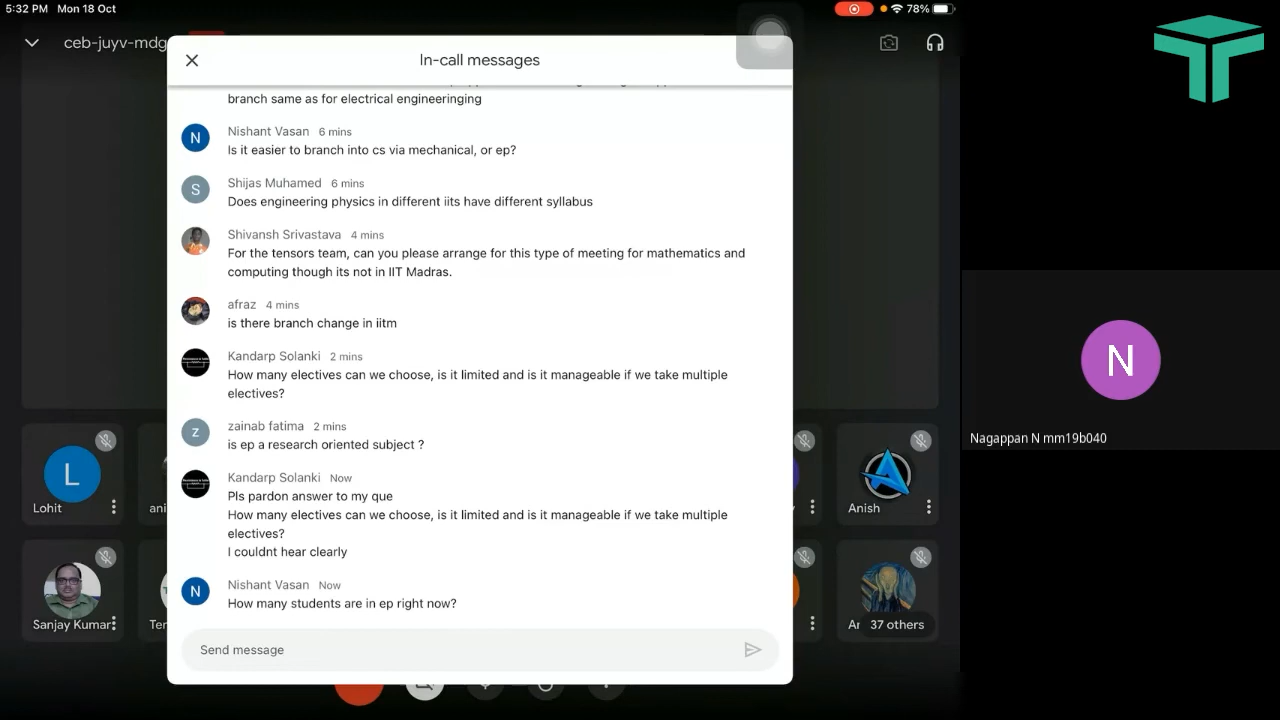 5:32 PM Mon 18 Oct
78%
ceb-juyv-mdg
In-call messages
branch same as for electrical engineeringing
N
Nishant Vasan 6 mins
Is it easier to branch into cs via mechanical, or ep?
S
Shijas Muhamed 6 mins
Does engineering physics in different iits have different syllabus
Shivansh Srivastava 4 mins
For the tensors team, can you please arrange for this type of meeting for mathematics and
computing though its not in IIT Madras.
afraz 4 mins
is there branch change in iitm
Kandarp Solanki 2 mins
How many electives can we choose, is it limited and is it manageable if we take multiple
electives?
z
zainab fatima 2 mins
is ep a research oriented subject ?
Kandarp Solanki Now
Pls pardon answer to my que
How many electives can we choose, is it limited and is it manageable if we take multiple
electives?
I couldnt hear clearly
N
Nishant Vasan Now
How many students are in ep right now?
Send message
L
Lohit
ani
Anish
Sanjay Kumar
Ter
Ar
37 others
N
Nagappan N mm19b040